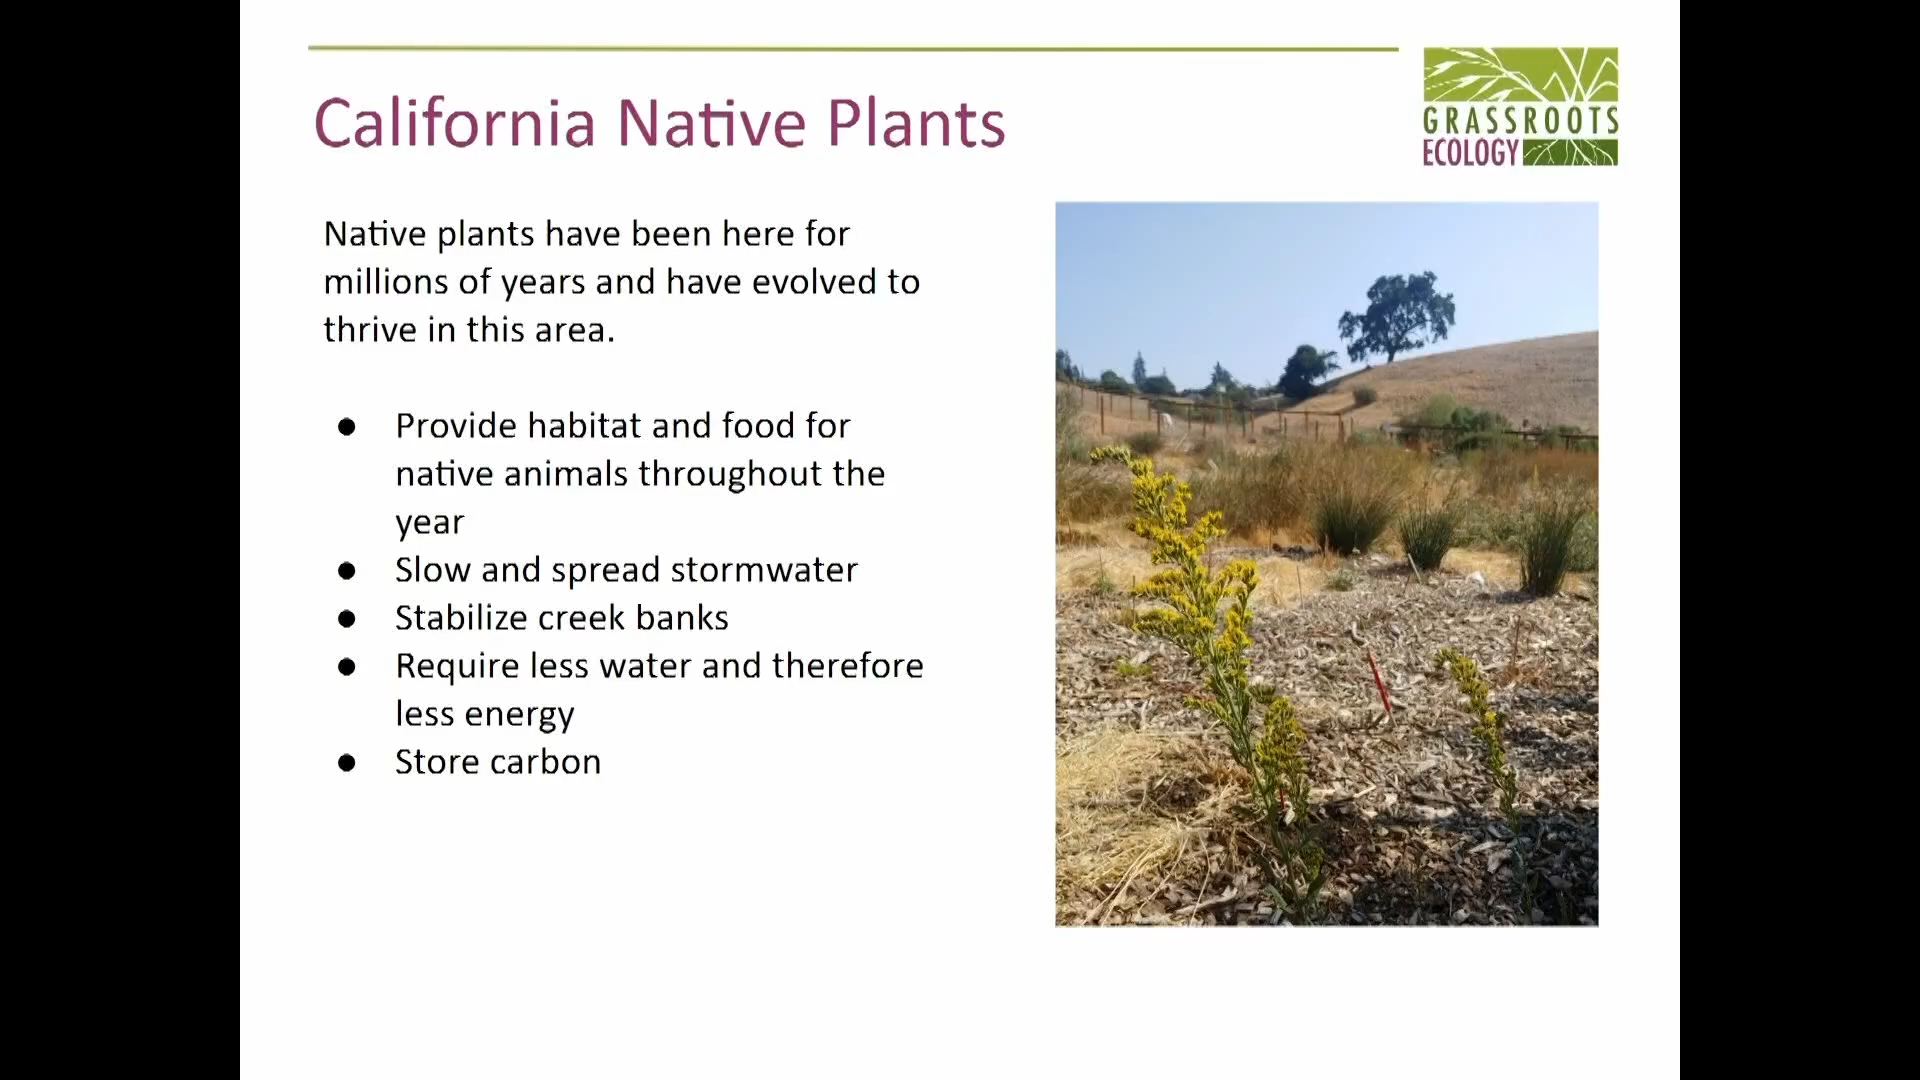 California Native Plants
GRASSROOTS
ECOLOGY
Native plants have been here for
millions of years and have evolved to
thrive in this area.
● Provide habitat and food for
native animals throughout the
year
● Slow and spread stormwater
● Stabilize creek banks
● Require less water and therefore
less energy
● Store carbon